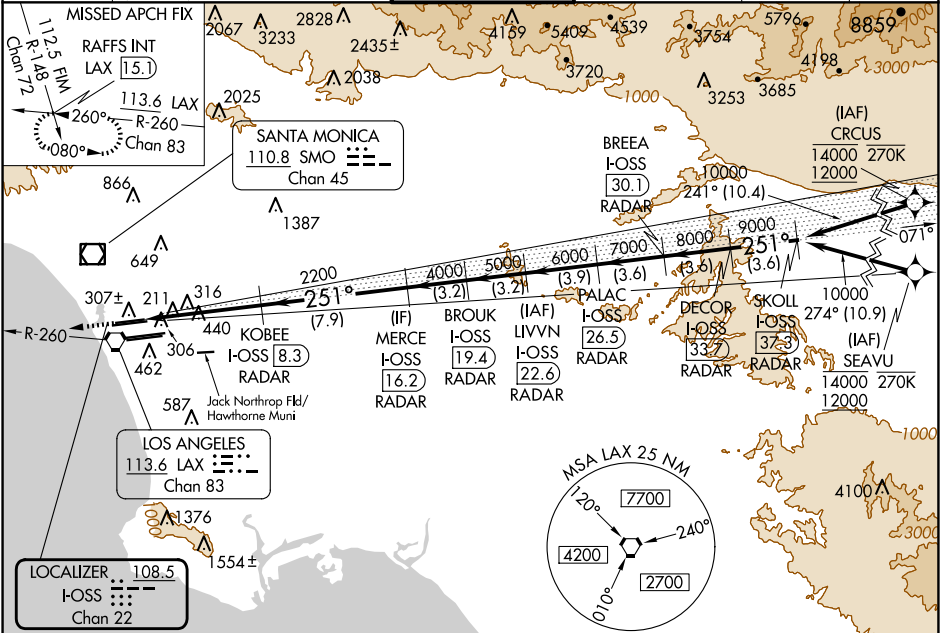 MISSED APCH FIX
112.5 FIM
R-148
Chan 72
RAFFS INT
LAX 15.1
113.6 LAX
R-260
Chan 83
260°
080°
2067
3233
2828
2435±
4159
5409
4539
3754
5796
8859
7000
2038
3720
3253
3685
4198
3000
2025
1000
SANTA MONICA
110.8 SMO
Chan 45
866
1387
649
BREEA
I-OSS
30.1
RADAR
10000
241° (10.4)
(IAF)
CRCUS
14000 270K
12000
071°
307±
211
316
440
2200
251°
(7.9)
4000
(3.2)
5000
(3.2)
6000
(3.9)
7000
(3.6)
8000
(3.6)
9000
251°
(3.6)
10000
274° (10.9)
R-260
306
462
KOBEE
I-OSS 8.3
RADAR
(IF)
MERCE
I-OSS
16.2
RADAR
BROUK
I-OSS
19.4
RADAR
(IAF)
LIVVN
I-OSS
22.6
RADAR
PALAC
I-OSS
26.5
RADAR
DECOR
I-OSS
33.7
RADAR
SKOLL
I-OSS
37.3
RADAR
(IAF)
SEAVU
14000 270K
12000
Jack Northrop Fld/
Hawthorne Muni
587
LOS ANGELES
113.6 LAX
Chan 83
1376
1554±
1000
4100
3000
MSA LAX 25 NM
120°
7700
240°
4200
2700
010°
LOCALIZER 108.5
I-OSS
Chan 22